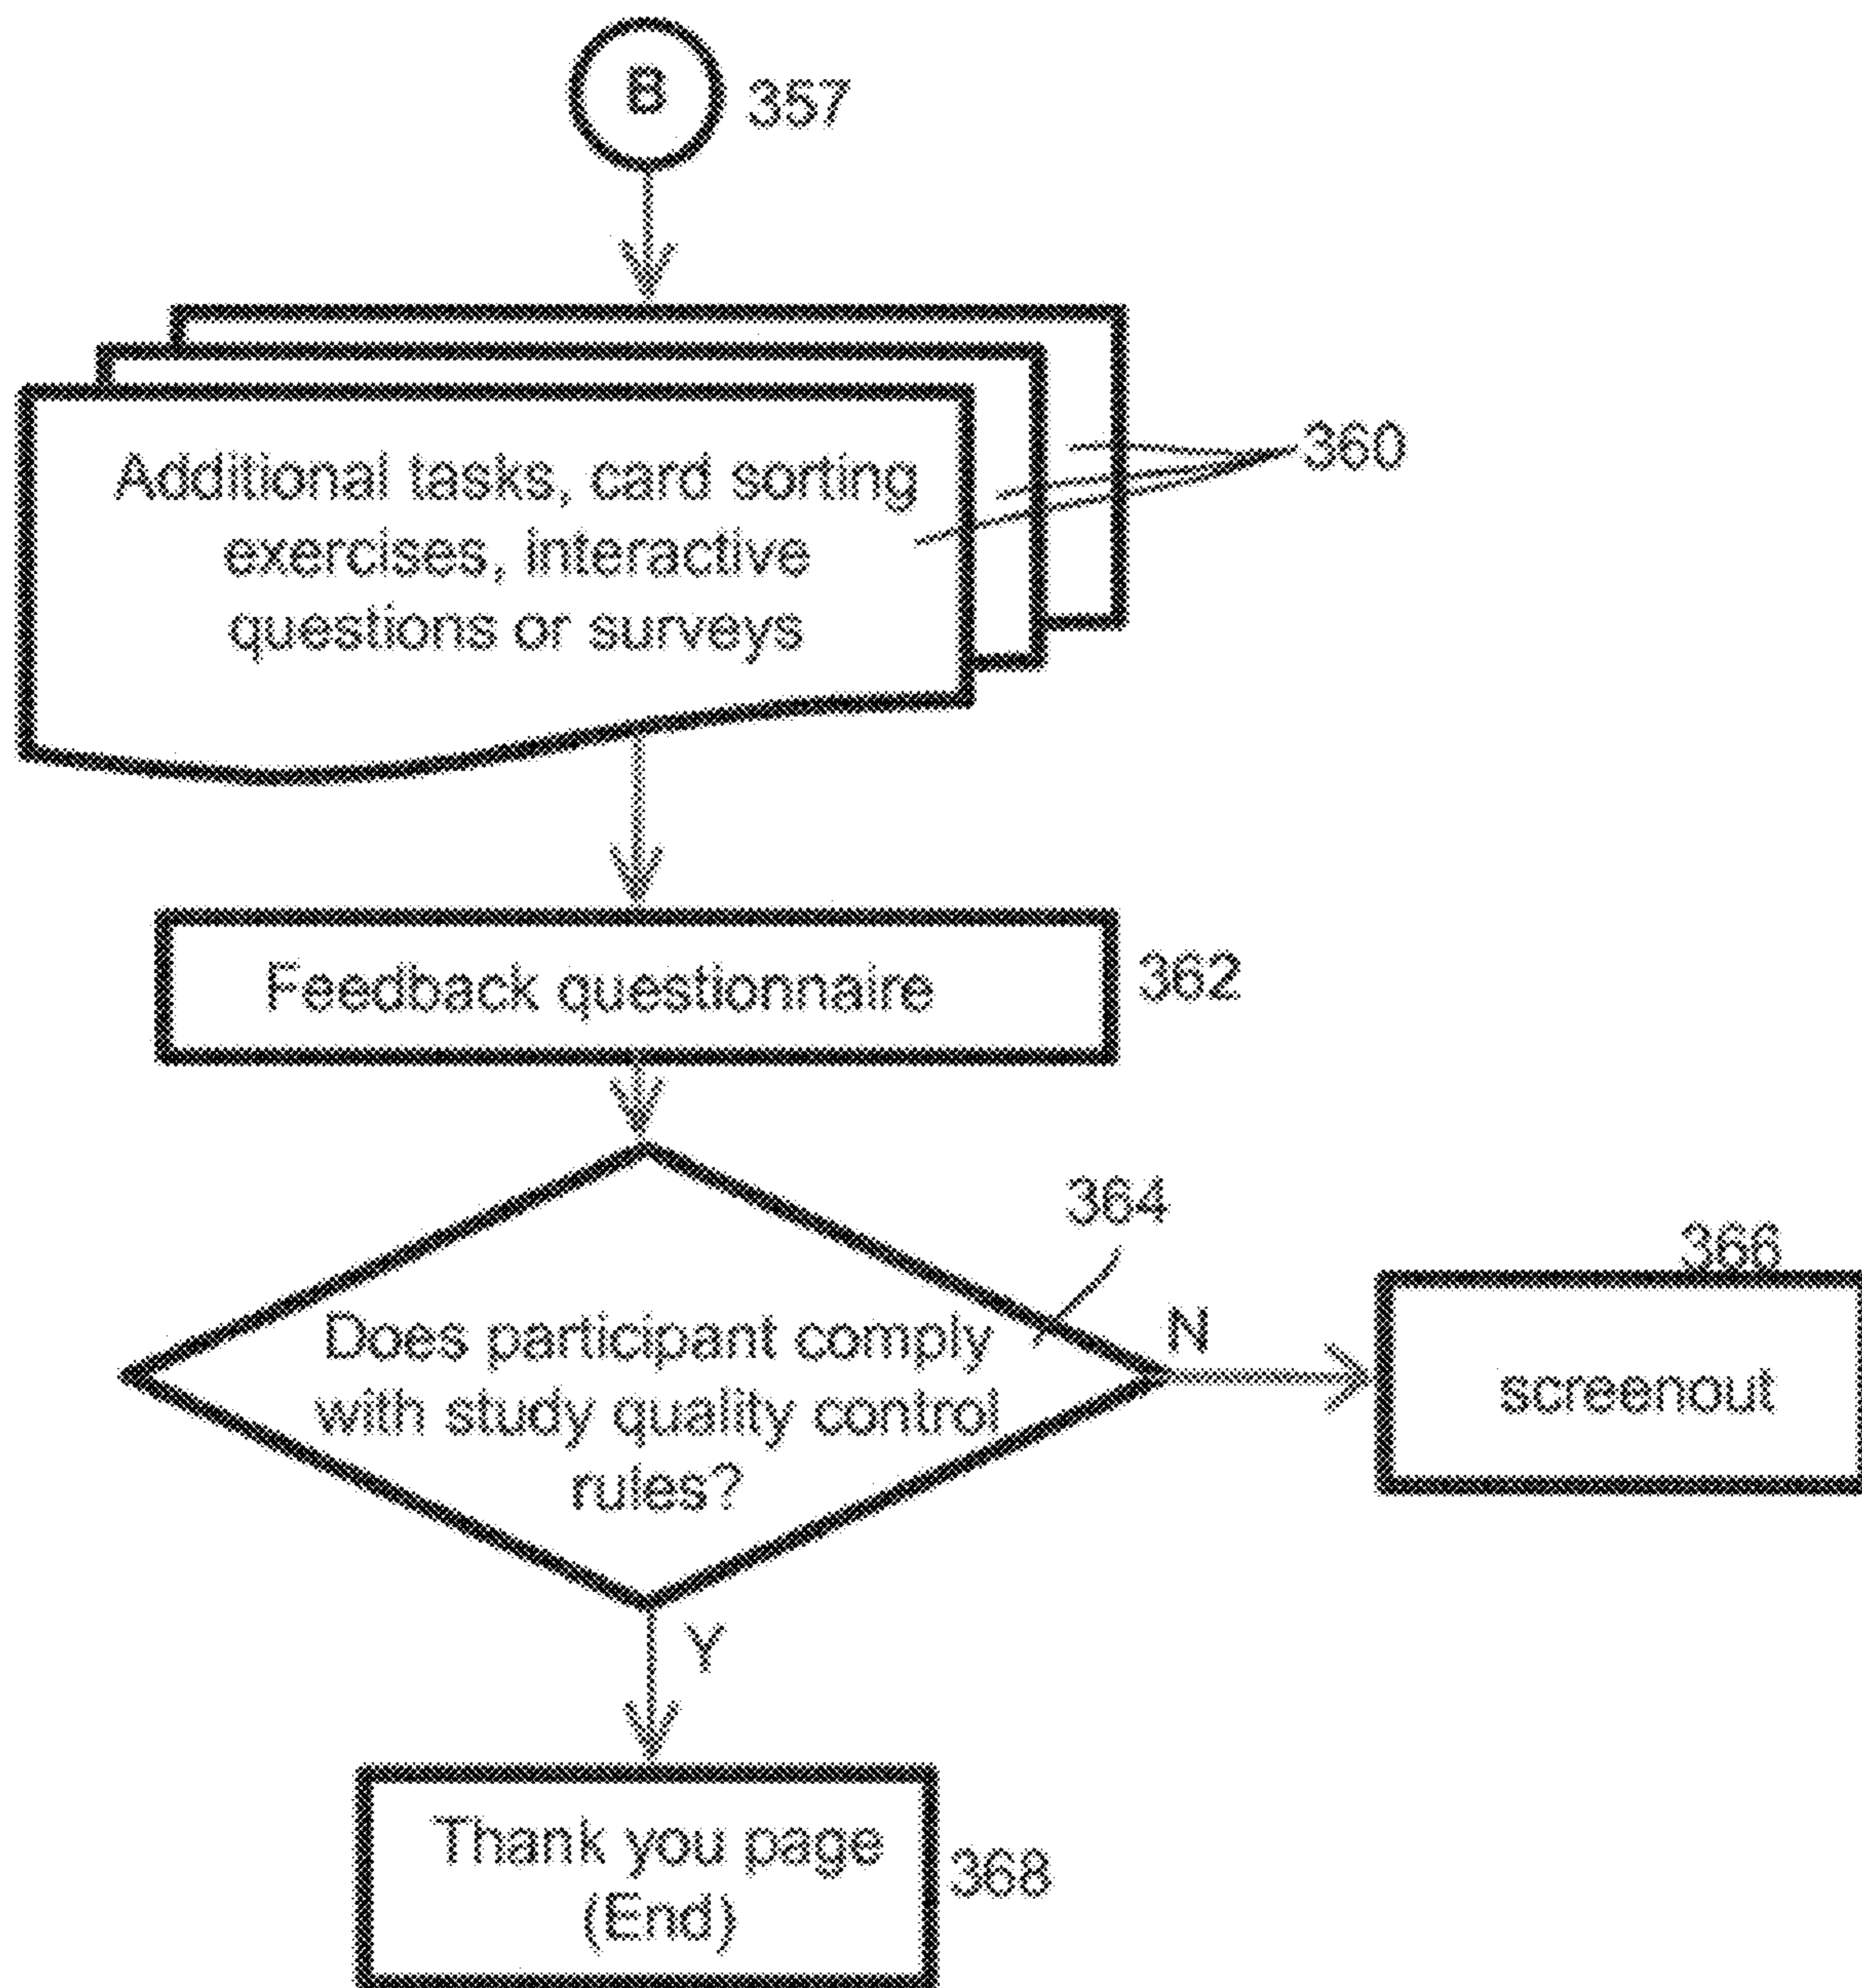 B
357
Additional tasks, card sorting
exercises, interactive
questions or surveys
360
Feedback questionnaire
362
364
Does participant comply
with study quality control
rules?
N
366
screenout
Y
Thank you page
(End)
368